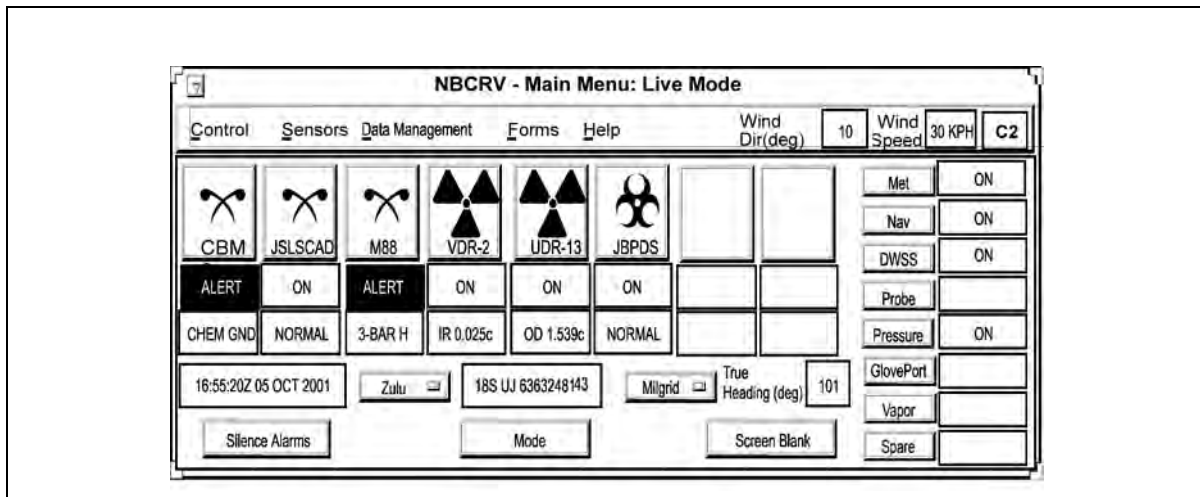 NBCRV - Main Menu: Live Mode
Control Sensors Data Management Forms Help Wind Dir(deg) 10 Wind Speed 30 KPH C2
CBM JSLSCAD M88 VDR-2 UDR-13 JBPDS
ALERT ON ALERT ON ON ON
CHEM GND NORMAL 3-BAR H IR 0.025c OD 1.539c NORMAL
16:55:20Z 05 OCT 2001 Zulu 18S UJ 6363248143 Milgrid True Heading (deg) 101
Silence Alarms Mode Screen Blank
Met ON
Nav ON
DWSS ON
Probe
Pressure ON
GlovePort
Vapor
Spare